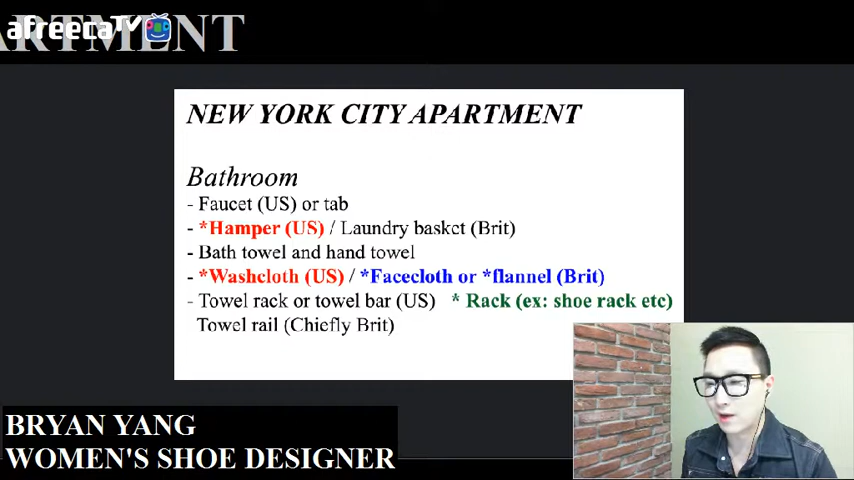 afreecaTV
ARTMENT
NEW YORK CITY APARTMENT
Bathroom
- Faucet (US) or tab
- *Hamper (US) / Laundry basket (Brit)
- Bath towel and hand towel
- *Washcloth (US) / *Facecloth or *flannel (Brit)
- Towel rack or towel bar (US) * Rack (ex: shoe rack etc)
Towel rail (Chiefly Brit)
BRYAN YANG
WOMEN'S SHOE DESIGNER